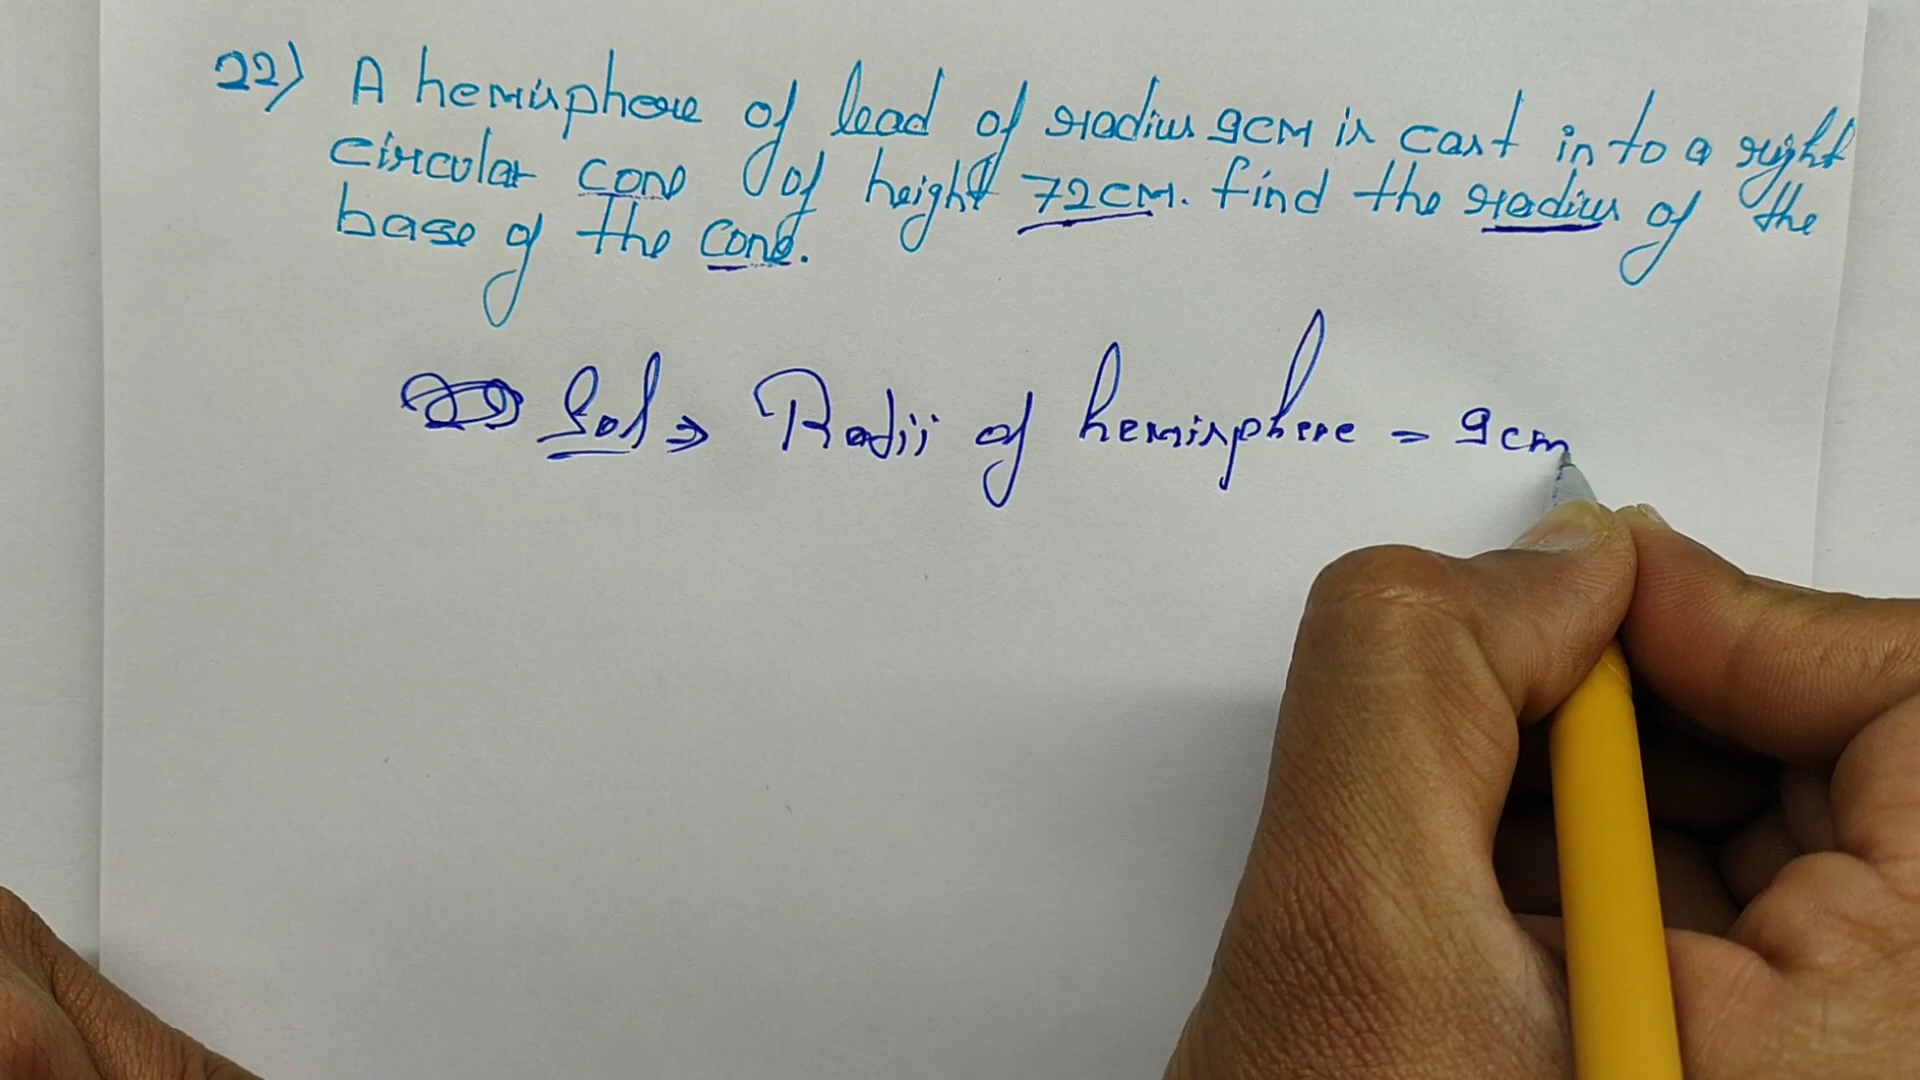 22) A hemisphere of lead of radius 9cm is cast in to a right
circular cone of height 72cm. find the radius of the
base of the cone.
Sol ⇒ Radii of hemisphere = 9cm